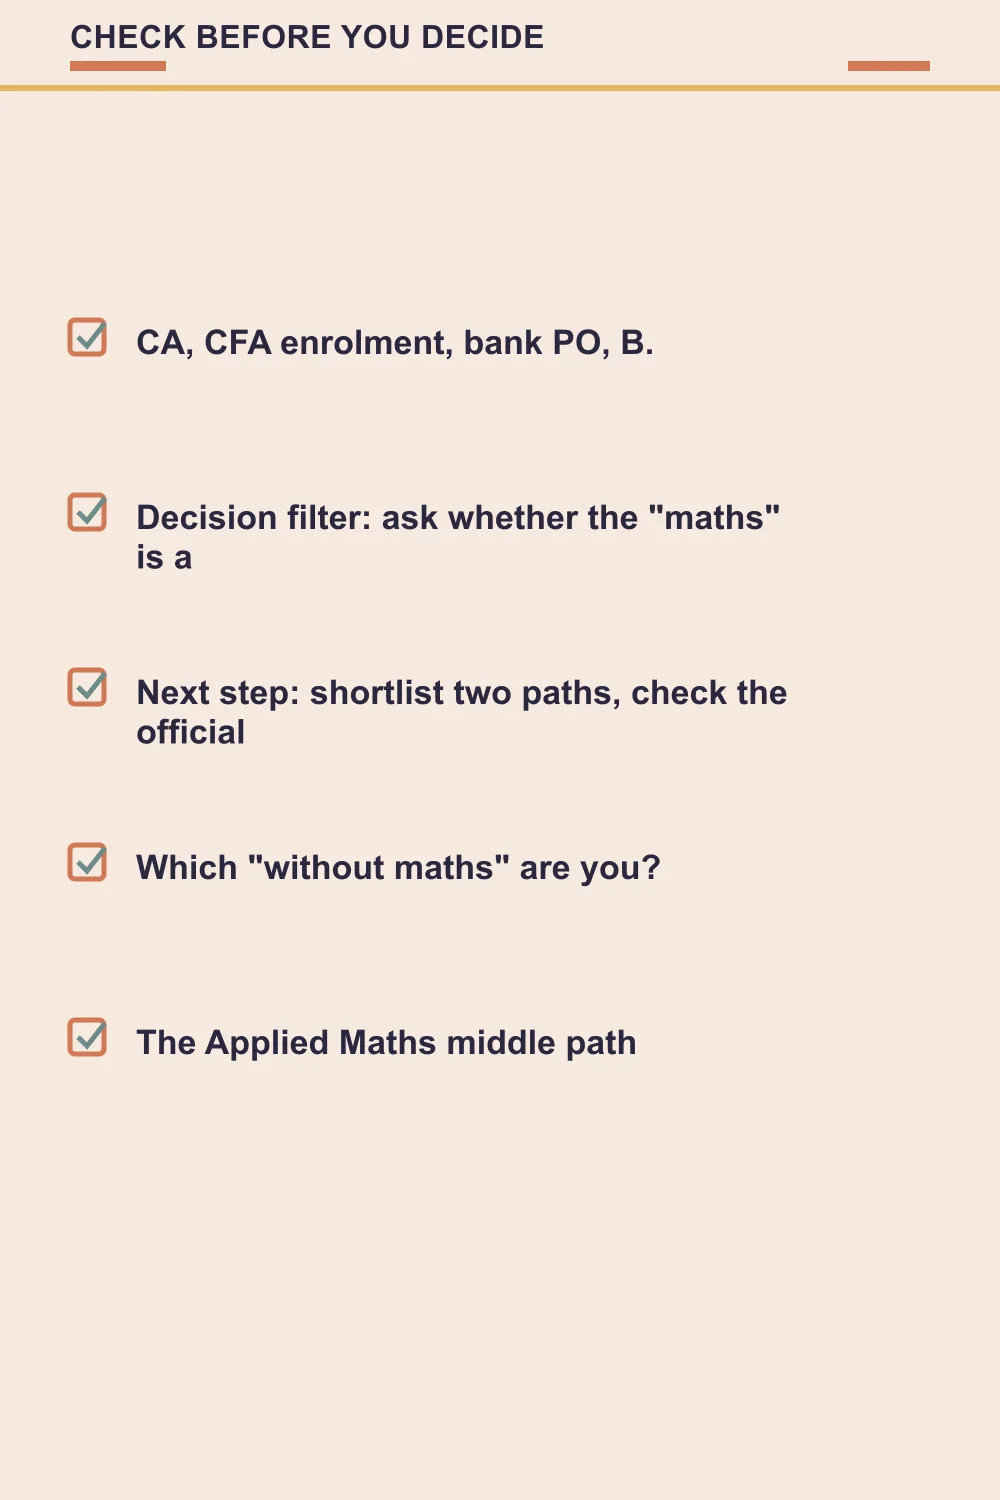 CHECK BEFORE YOU DECIDE
CA, CFA enrolment, bank PO, B.
Decision filter: ask whether the "maths"
is a
Next step: shortlist two paths, check the
official
Which "without maths" are you?
The Applied Maths middle path